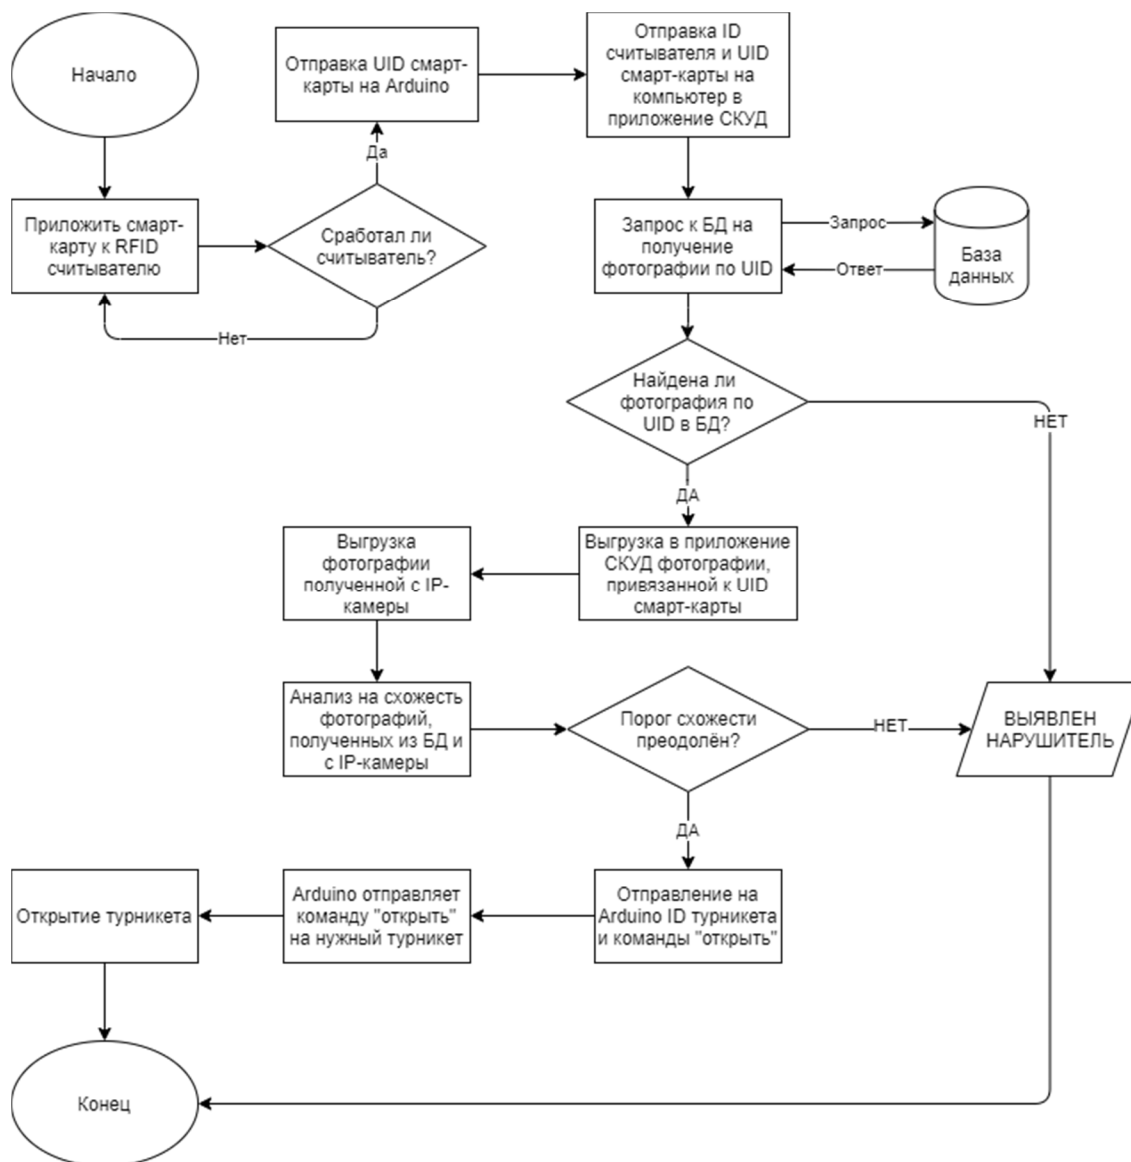 Начало
Отправка UID смарт-
карты на Arduino
Отправка ID
считывателя и UID
смарт-карты на
компьютер в
приложение СКУД
Да
Приложить смарт-
карту к RFID
считывателю
Сработал ли
считыватель?
Нет
Запрос к БД на
получение
фотографии по UID
Запрос
Ответ
База
данных
Найдена ли
фотография по
UID в БД?
НЕТ
ДА
Выгрузка в приложение
СКУД фотографии,
привязанной к UID
смарт-карты
Выгрузка
фотографии
полученной с IP-
камеры
Анализ на схожесть
фотографий,
полученных из БД и
с IP-камеры
Порог схожести
преодолён?
НЕТ
ВЫЯВЛЕН
НАРУШИТЕЛЬ
ДА
Отправление на
Arduino ID турникета
и команды "открыть"
Arduino отправляет
команду "открыть"
на нужный турникет
Открытие турникета
Конец